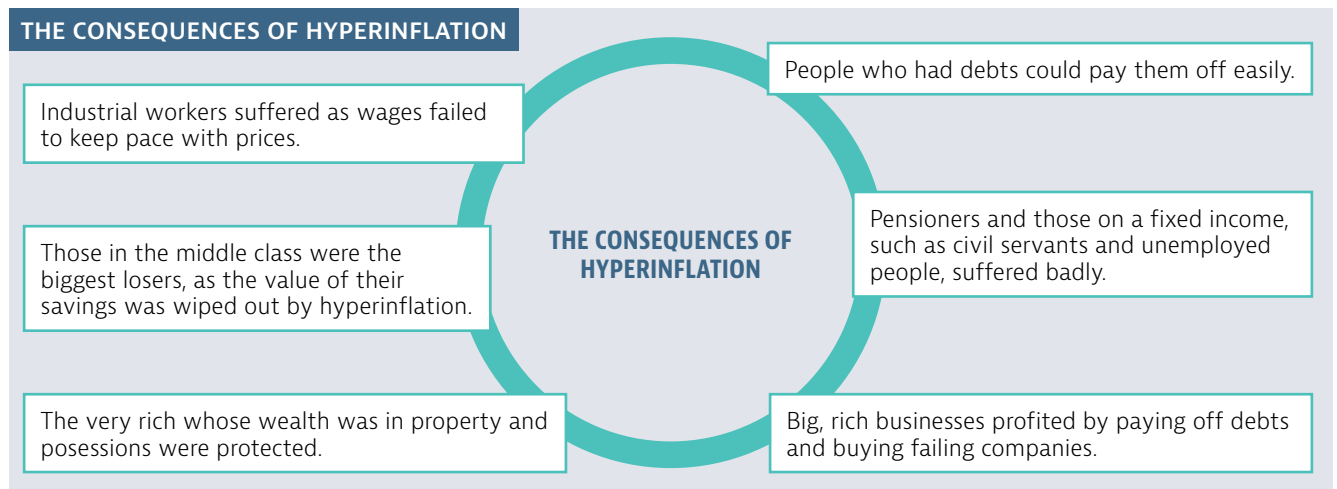 THE CONSEQUENCES OF HYPERINFLATION
Industrial workers suffered as wages failed
to keep pace with prices.
Those in the middle class were the
biggest losers, as the value of their
savings was wiped out by hyperinflation.
The very rich whose wealth was in property and
posessions were protected.
THE CONSEQUENCES OF
HYPERINFLATION
People who had debts could pay them off easily.
Pensioners and those on a fixed income,
such as civil servants and unemployed
people, suffered badly.
Big, rich businesses profited by paying off debts
and buying failing companies.